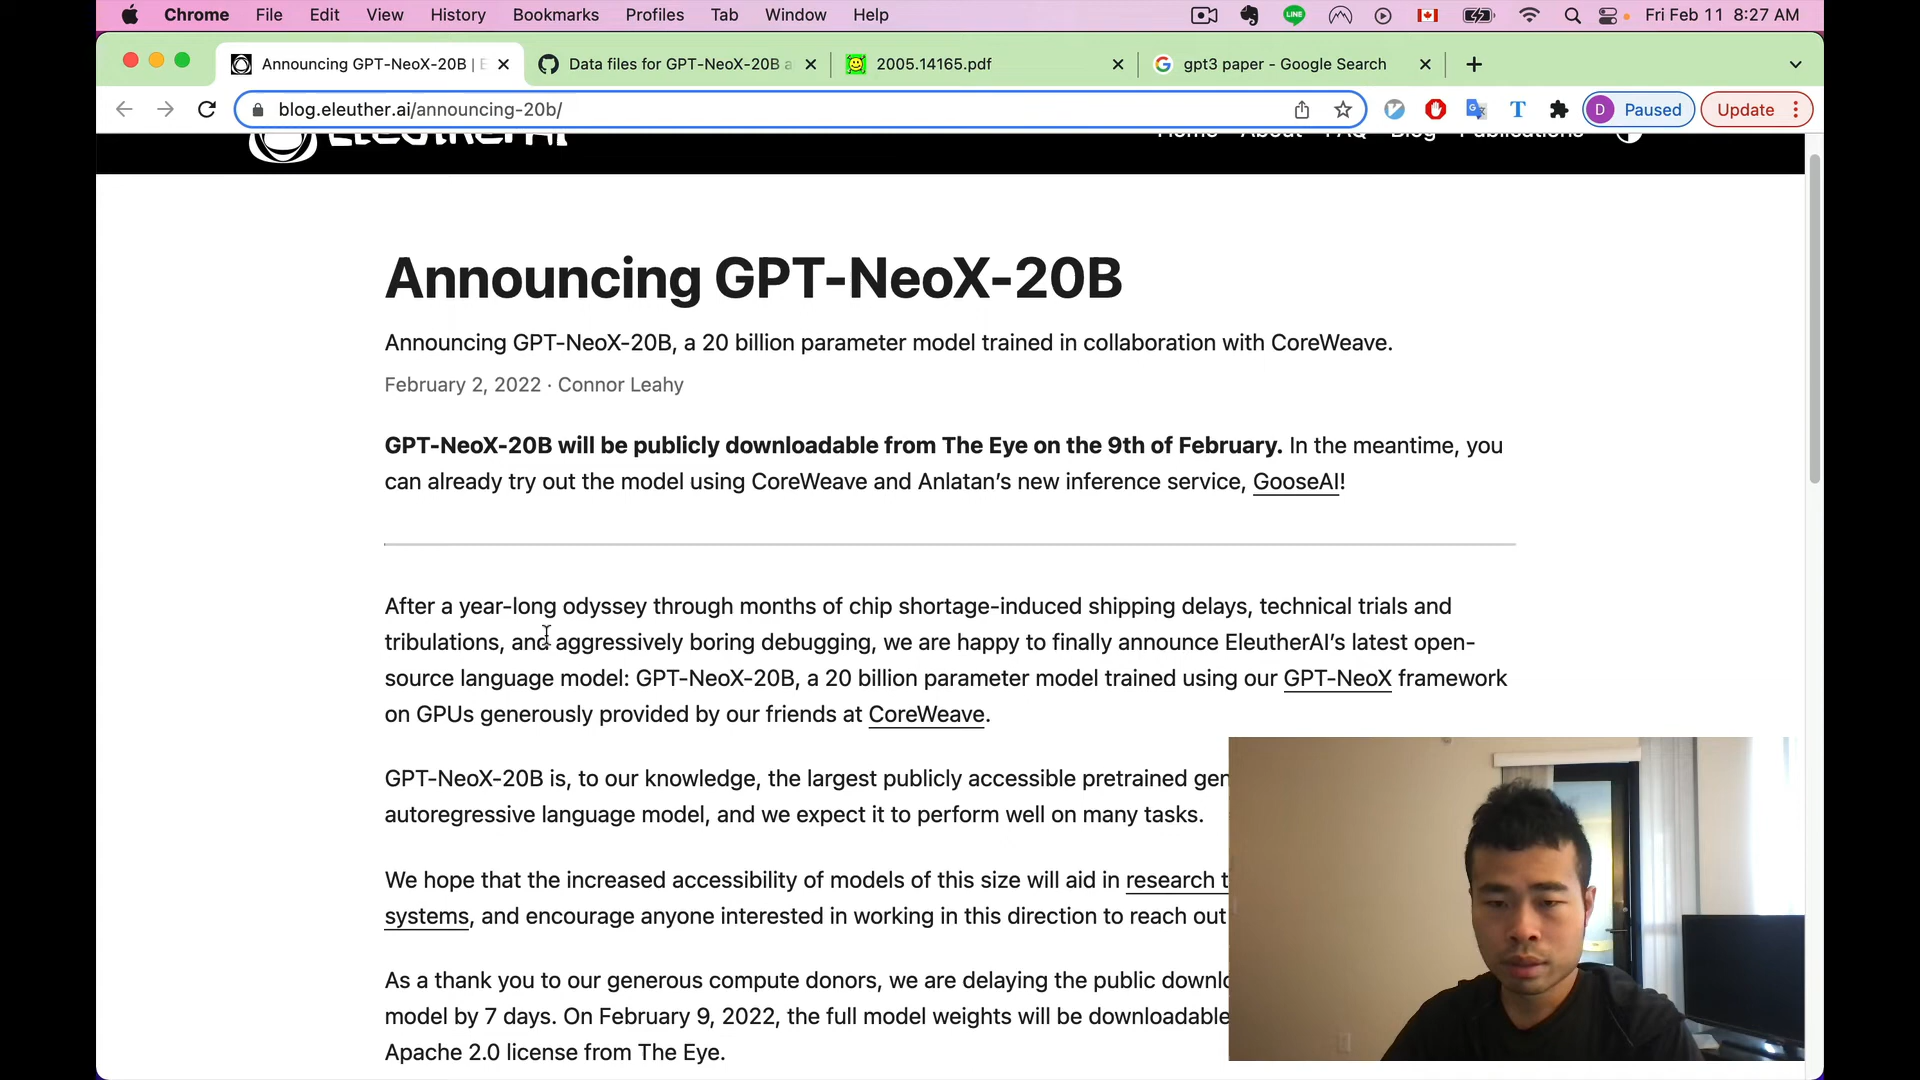 Chrome File Edit View History Bookmarks Profiles Tab Window Help LINE Fri Feb 11 8:27 AM
Announcing GPT-NeoX-20B | E
Data files for GPT-NeoX-20B a
2005.14165.pdf
gpt3 paper - Google Search
blog.eleuther.ai/announcing-20b/
T
D Paused
Update
ELEUTHERAI
Home About FAQ Blog Publications
Announcing GPT-NeoX-20B
Announcing GPT-NeoX-20B, a 20 billion parameter model trained in collaboration with CoreWeave.
February 2, 2022 · Connor Leahy
GPT-NeoX-20B will be publicly downloadable from The Eye on the 9th of February. In the meantime, you
can already try out the model using CoreWeave and Anlatan's new inference service, GooseAI!
After a year-long odyssey through months of chip shortage-induced shipping delays, technical trials and
tribulations, and aggressively boring debugging, we are happy to finally announce EleutherAI's latest open-
source language model: GPT-NeoX-20B, a 20 billion parameter model trained using our GPT-NeoX framework
on GPUs generously provided by our friends at CoreWeave.
GPT-NeoX-20B is, to our knowledge, the largest publicly accessible pretrained gen
autoregressive language model, and we expect it to perform well on many tasks.
We hope that the increased accessibility of models of this size will aid in research t
systems, and encourage anyone interested in working in this direction to reach out
As a thank you to our generous compute donors, we are delaying the public downlo
model by 7 days. On February 9, 2022, the full model weights will be downloadable
Apache 2.0 license from The Eye.